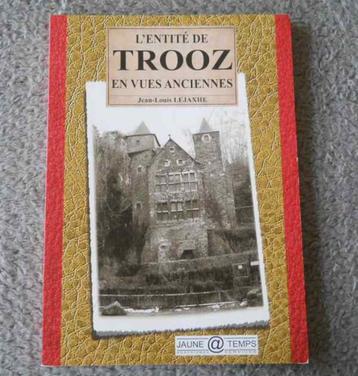 L'ENTITÉ DE
TROOZ
EN VUES ANCIENNES
Jean-Louis LEJAXHE
JAUNE @ TEMPS